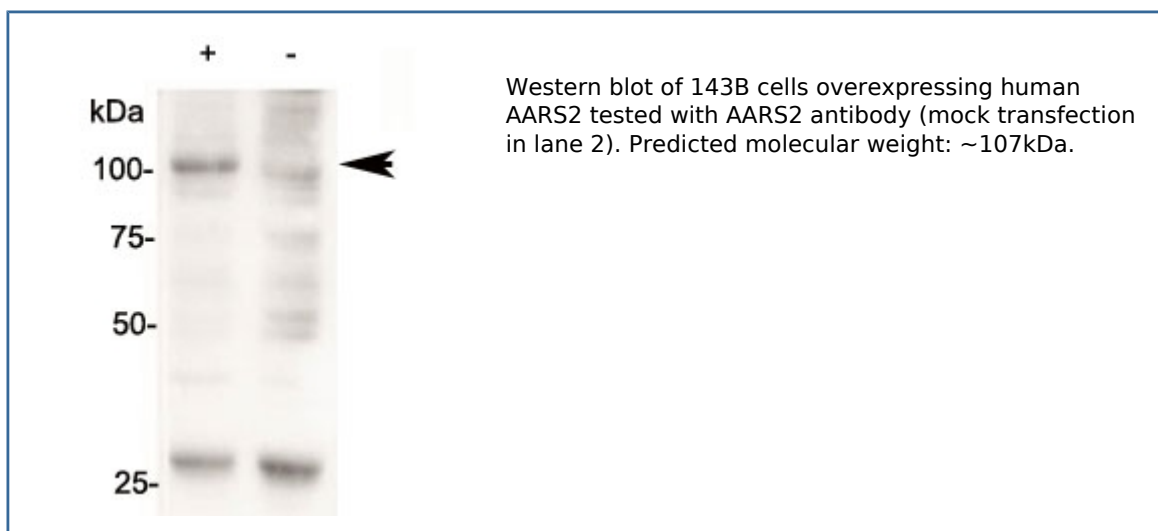 + -
kDa
100-
75-
50-
25-
Western blot of 143B cells overexpressing human
AARS2 tested with AARS2 antibody (mock transfection
in lane 2). Predicted molecular weight: ~107kDa.